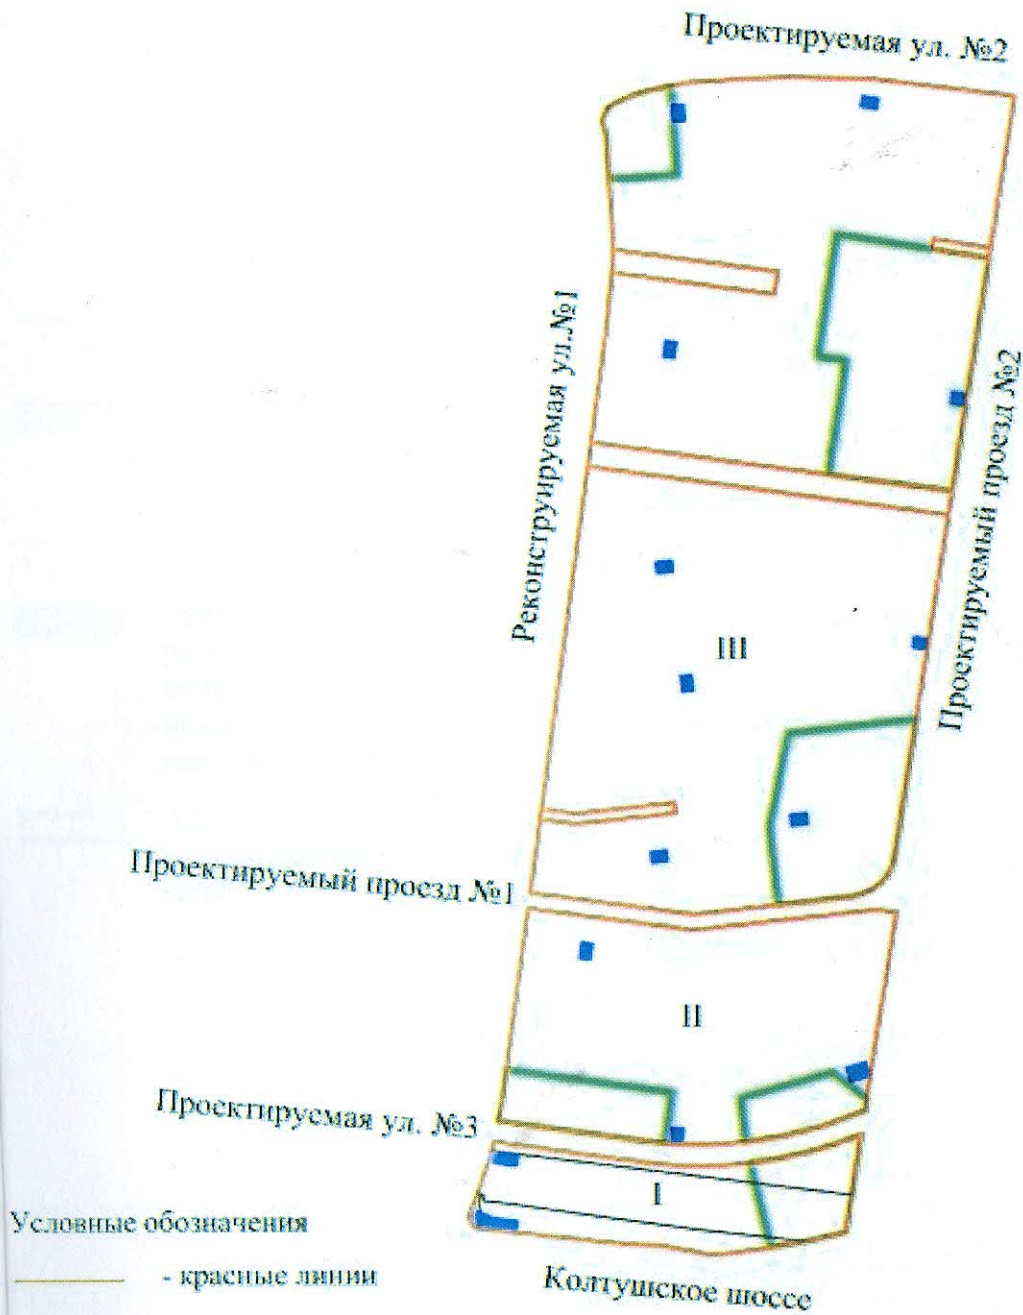 Проектируемая ул. №2
Реконструируемая ул.№1
Проектируемый проезд №2
III
Проектируемый проезд №1
II
Проектируемая ул. №3
I
Условные обозначения
- красные линии
Колтушское шоссе